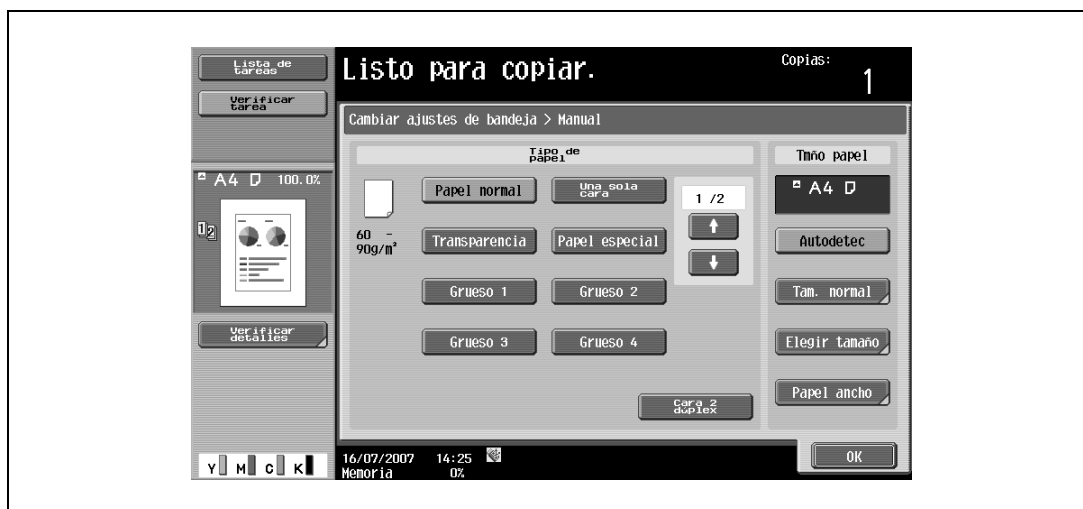 Lista de
tareas
Verificar
tarea
A4 100.0%
12
Verificar
detalles
Y M C K
Listo para copiar.
Copias:
1
Cambiar ajustes de bandeja > Manual
Tipo de
papel
60 -
90g/m²
Papel normal
Una sola
cara
Transparencia
Papel especial
Grueso 1
Grueso 2
Grueso 3
Grueso 4
1 /2
Cara 2
dúplex
Tmño papel
A4
Autodetec
Tam. normal
Elegir tamaño
Papel ancho
16/07/2007 14:25
Memoria 0%
OK